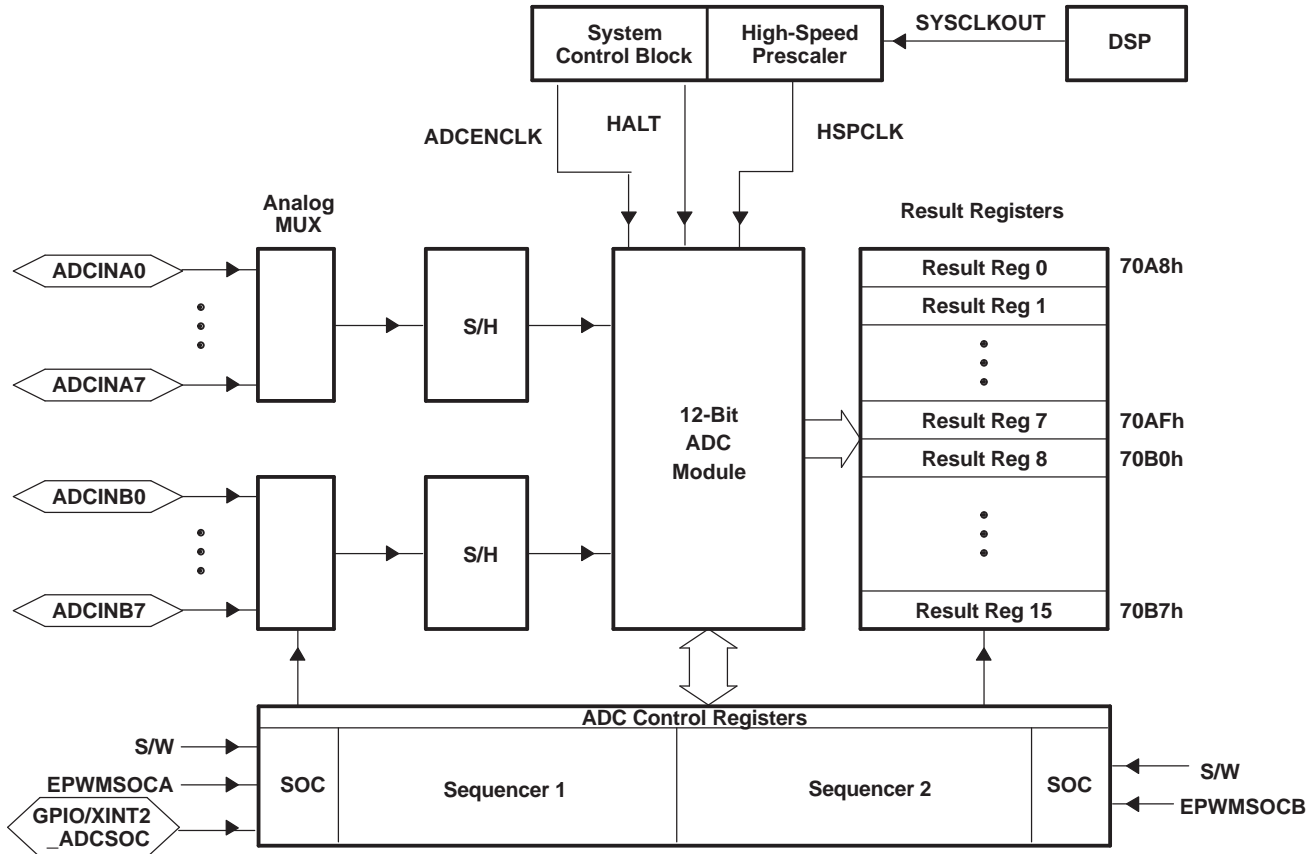 System
Control Block
High-Speed
Prescaler
SYSCLKOUT
DSP
ADCENCLK
HALT
HSPCLK
Analog
MUX
Result Registers
ADCINA0
ADCINA7
S/H
12-Bit
ADC
Module
Result Reg 0
70A8h
Result Reg 1
Result Reg 7
70AFh
Result Reg 8
70B0h
Result Reg 15
70B7h
ADCINB0
ADCINB7
S/H
ADC Control Registers
S/W
EPWMSOCA
GPIO/XINT2
_ADCSOC
SOC
Sequencer 1
Sequencer 2
SOC
S/W
EPWMSOCB